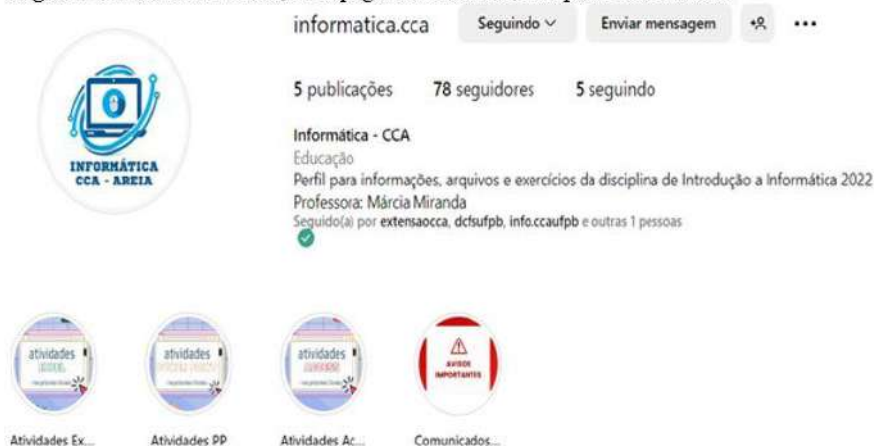 informatica.cca Seguindo Enviar mensagem
5 publicações 78 seguidores 5 seguindo
Informática - CCA
Educação
Perfil para informações, arquivos e exercícios da disciplina de Introdução a Informática 2022
Professora: Márcia Miranda
Seguido(a) por extensaocca, dcfsufpb, info.ccaufpb e outras 1 pessoas
INFORMÁTICA
CCA - AREIA
atividades
atividades
atividades
AVISOS
IMPORTANTES
Atividades Ex... Atividades PP Atividades Ac... Comunicados...